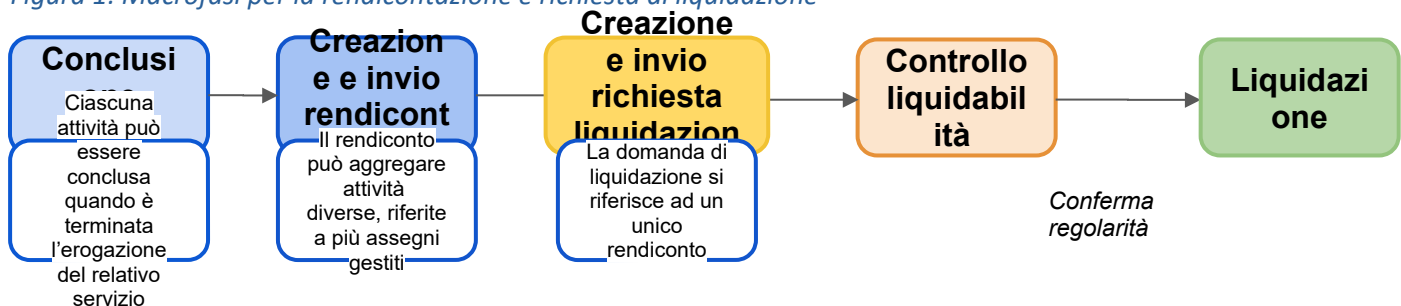 Figura 1: Macrofasi per la rendicontazione e richiesta di liquidazione
Conclusi
one
Ciascuna
attività può
essere
conclusa
quando è
terminata
l'erogazione
del relativo
servizio
Creazion
e e invio
rendicont
Il rendiconto
può aggregare
attività
diverse, riferite
a più assegni
gestiti
Creazione
e invio
richiesta
liquidazion
La domanda di
liquidazione si
riferisce ad un
unico
rendiconto
Controllo
liquidabil
ità
Conferma
regolarità
Liquidazi
one